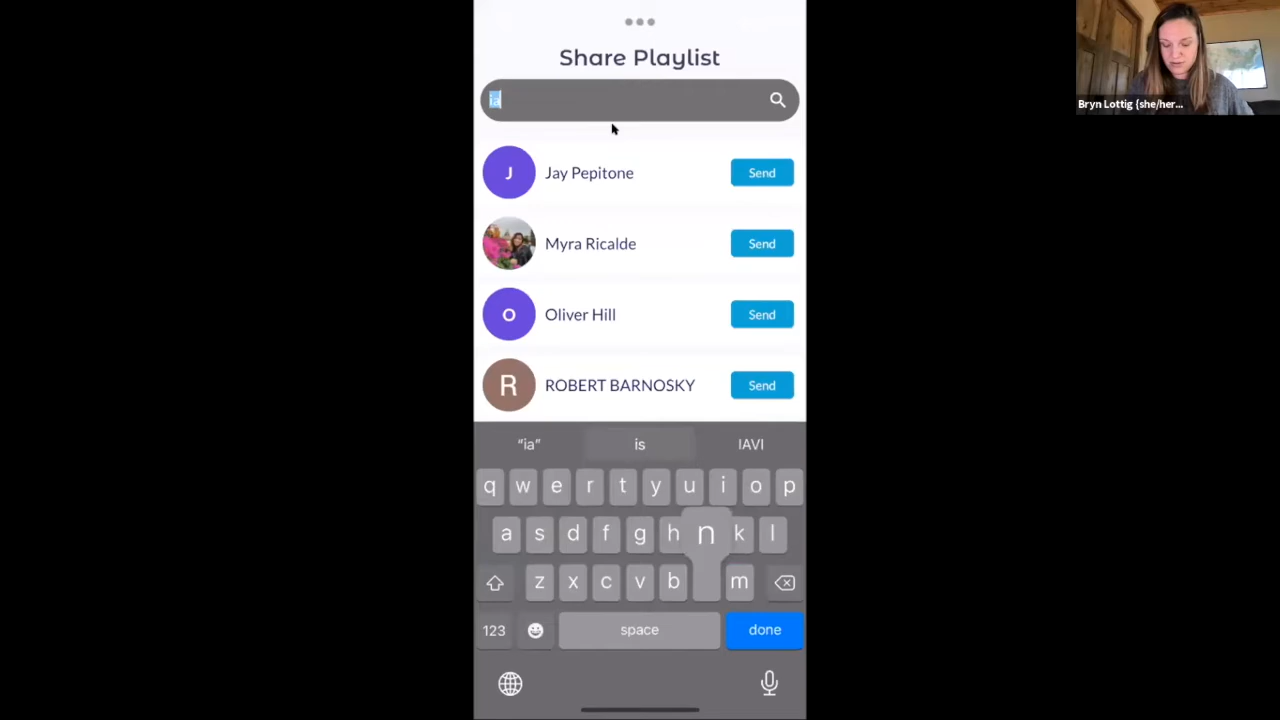 Share Playlist
ia
J Jay Pepitone Send
Myra Ricalde Send
O Oliver Hill Send
R ROBERT BARNOSKY Send
“ia” is IAVI
q w e r t y u i o p
a s d f g h n k l
z x c v b m
123 space done
Bryn Lottig {she/her...